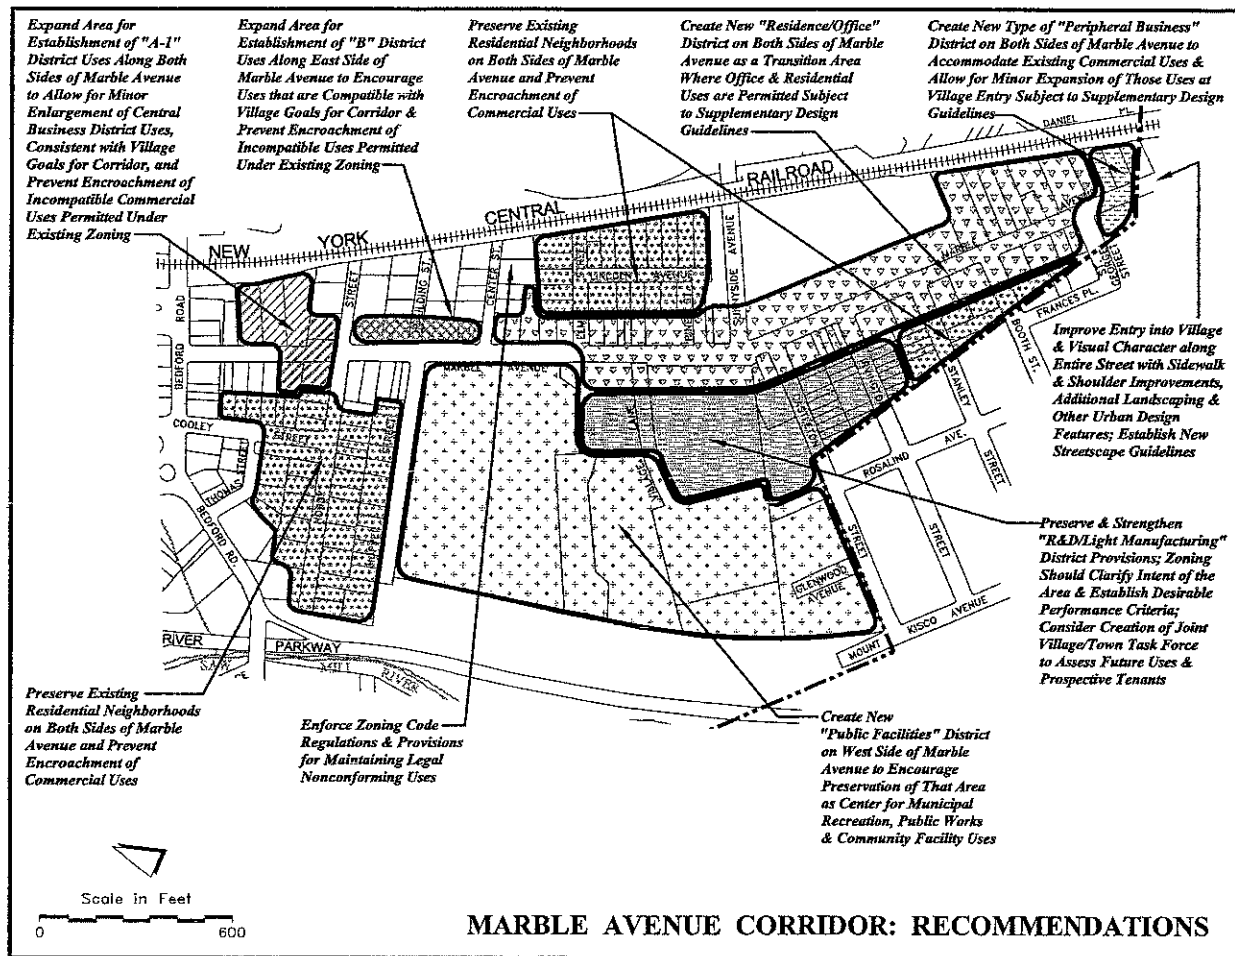 Expand Area for
Establishment of "A-1"
District Uses Along Both
Sides of Marble Avenue
to Allow for Minor
Enlargement of Central
Business District Uses,
Consistent with Village
Goals for Corridor, and
Prevent Encroachment of
Incompatible Commercial
Uses Permitted Under
Existing Zoning
Expand Area for
Establishment of "B" District
Uses Along East Side of
Marble Avenue to Encourage
Uses that are Compatible with
Village Goals for Corridor &
Prevent Encroachment of
Incompatible Uses Permitted
Under Existing Zoning
Preserve Existing
Residential Neighborhoods
on Both Sides of Marble
Avenue and Prevent
Encroachment of
Commercial Uses
Create New "Residence/Office"
District on Both Sides of Marble
Avenue as a Transition Area
Where Office & Residential
Uses are Permitted Subject
to Supplementary Design
Guidelines
Create New Type of "Peripheral Business"
District on Both Sides of Marble Avenue to
Accommodate Existing Commercial Uses &
Allow for Minor Expansion of Those Uses at
Village Entry Subject to Supplementary Design
Guidelines
DANIEL PL.
NEW YORK CENTRAL RAILROAD
ROAD
BEDFORD
STREET
CENTER ST.
STREET
GREGORY AVENUE
SUNNYSIDE AVENUE
MARBLE AVENUE
GEORGE STREET
FRANCES PL.
BOOTH ST.
STANLEY
STREET
ROSALIND AVE.
COOLEY
STREET
STREET
THOMAS STREET
BEDFORD RD.
VILLAGE
STREET
STREET
GLENWOOD
AVENUE
MOUNT KISCO AVENUE
RIVER PARKWAY
SAW MILL RIVER
Improve Entry into Village
& Visual Character along
Entire Street with Sidewalk
& Shoulder Improvements,
Additional Landscaping &
Other Urban Design
Features; Establish New
Streetscape Guidelines
Preserve & Strengthen
"R&D/Light Manufacturing"
District Provisions; Zoning
Should Clarify Intent of the
Area & Establish Desirable
Performance Criteria;
Consider Creation of Joint
Village/Town Task Force
to Assess Future Uses &
Prospective Tenants
Preserve Existing
Residential Neighborhoods
on Both Sides of Marble
Avenue and Prevent
Encroachment of
Commercial Uses
Enforce Zoning Code
Regulations & Provisions
for Maintaining Legal
Nonconforming Uses
Create New
"Public Facilities" District
on West Side of Marble
Avenue to Encourage
Preservation of That Area
as Center for Municipal
Recreation, Public Works
& Community Facility Uses
Scale in Feet
0 600
MARBLE AVENUE CORRIDOR: RECOMMENDATIONS